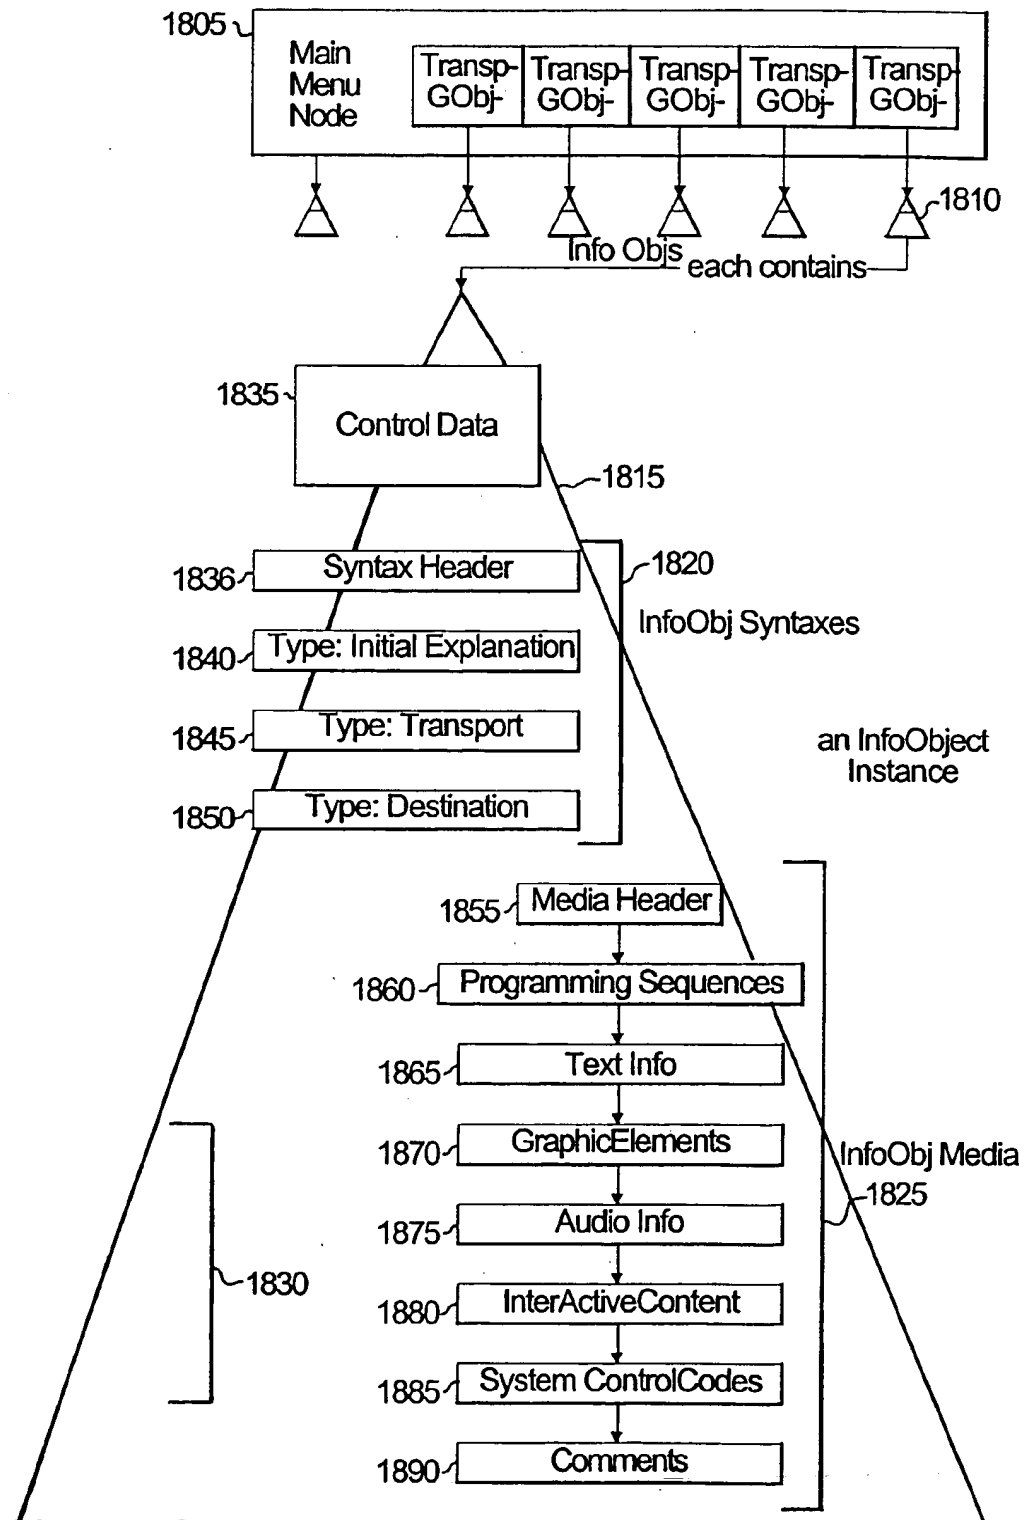 1805
Main
Menu
Node
Transp-
GObj-
Transp-
GObj-
Transp-
GObj-
Transp-
GObj-
Transp-
GObj-
1810
Info Objs
each contains
1835
Control Data
1815
1836
Syntax Header
1820
InfoObj Syntaxes
1840
Type: Initial Explanation
1845
Type: Transport
an InfoObject
Instance
1850
Type: Destination
1855
Media Header
1860
Programming Sequences
1865
Text Info
1870
GraphicElements
InfoObj Media
1825
1875
Audio Info
1830
1880
InterActiveContent
1885
System ControlCodes
1890
Comments